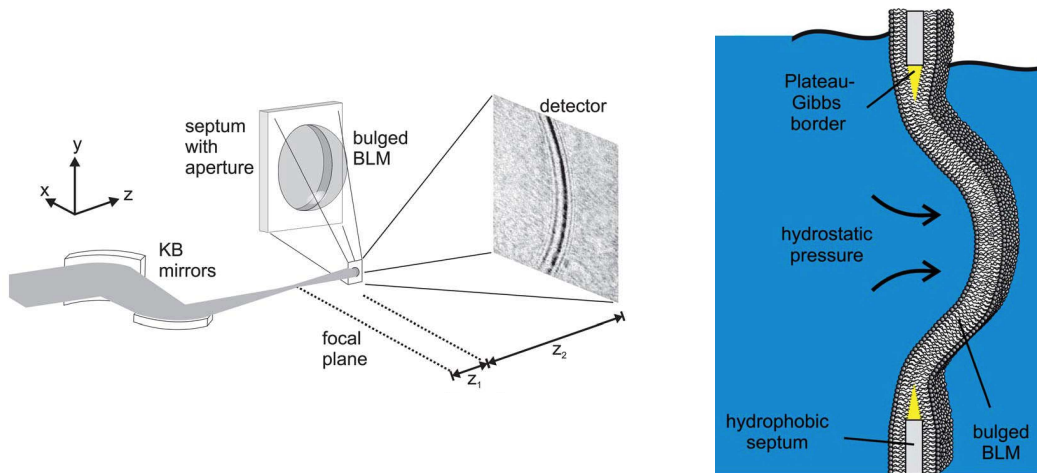 y
x
z
KB
mirrors
septum
with
aperture
bulged
BLM
detector
focal
plane
z1
z2
Plateau-
Gibbs
border
hydrostatic
pressure
hydrophobic
septum
bulged
BLM